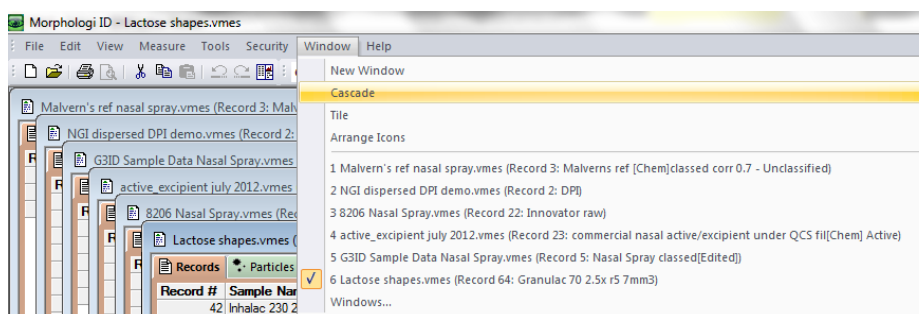 Morphologi ID - Lactose shapes.vmes
File Edit View Measure Tools Security Window Help
New Window
Cascade
Tile
Arrange Icons
1 Malvern's ref nasal spray.vmes (Record 3: Malverns ref [Chem]classed corr 0.7 - Unclassified)
2 NGI dispersed DPI demo.vmes (Record 2: DPI)
3 8206 Nasal Spray.vmes (Record 22: Innovator raw)
4 active_excipient july 2012.vmes (Record 23: commercial nasal active/excipient under QCS fil[Chem] Active)
5 G3ID Sample Data Nasal Spray.vmes (Record 5: Nasal Spray classed[Edited])
6 Lactose shapes.vmes (Record 64: Granulac 70 2.5x r5 7mm3)
Windows...
Malvern's ref nasal spray.vmes (Record 3: Malv
NGI dispersed DPI demo.vmes (Record 2:
G3ID Sample Data Nasal Spray.vmes
active_excipient july 2012.vmes
8206 Nasal Spray.vmes (Rec
Lactose shapes.vmes (
Records Particles
Record # Sample Nar
42 Inhalac 230 2